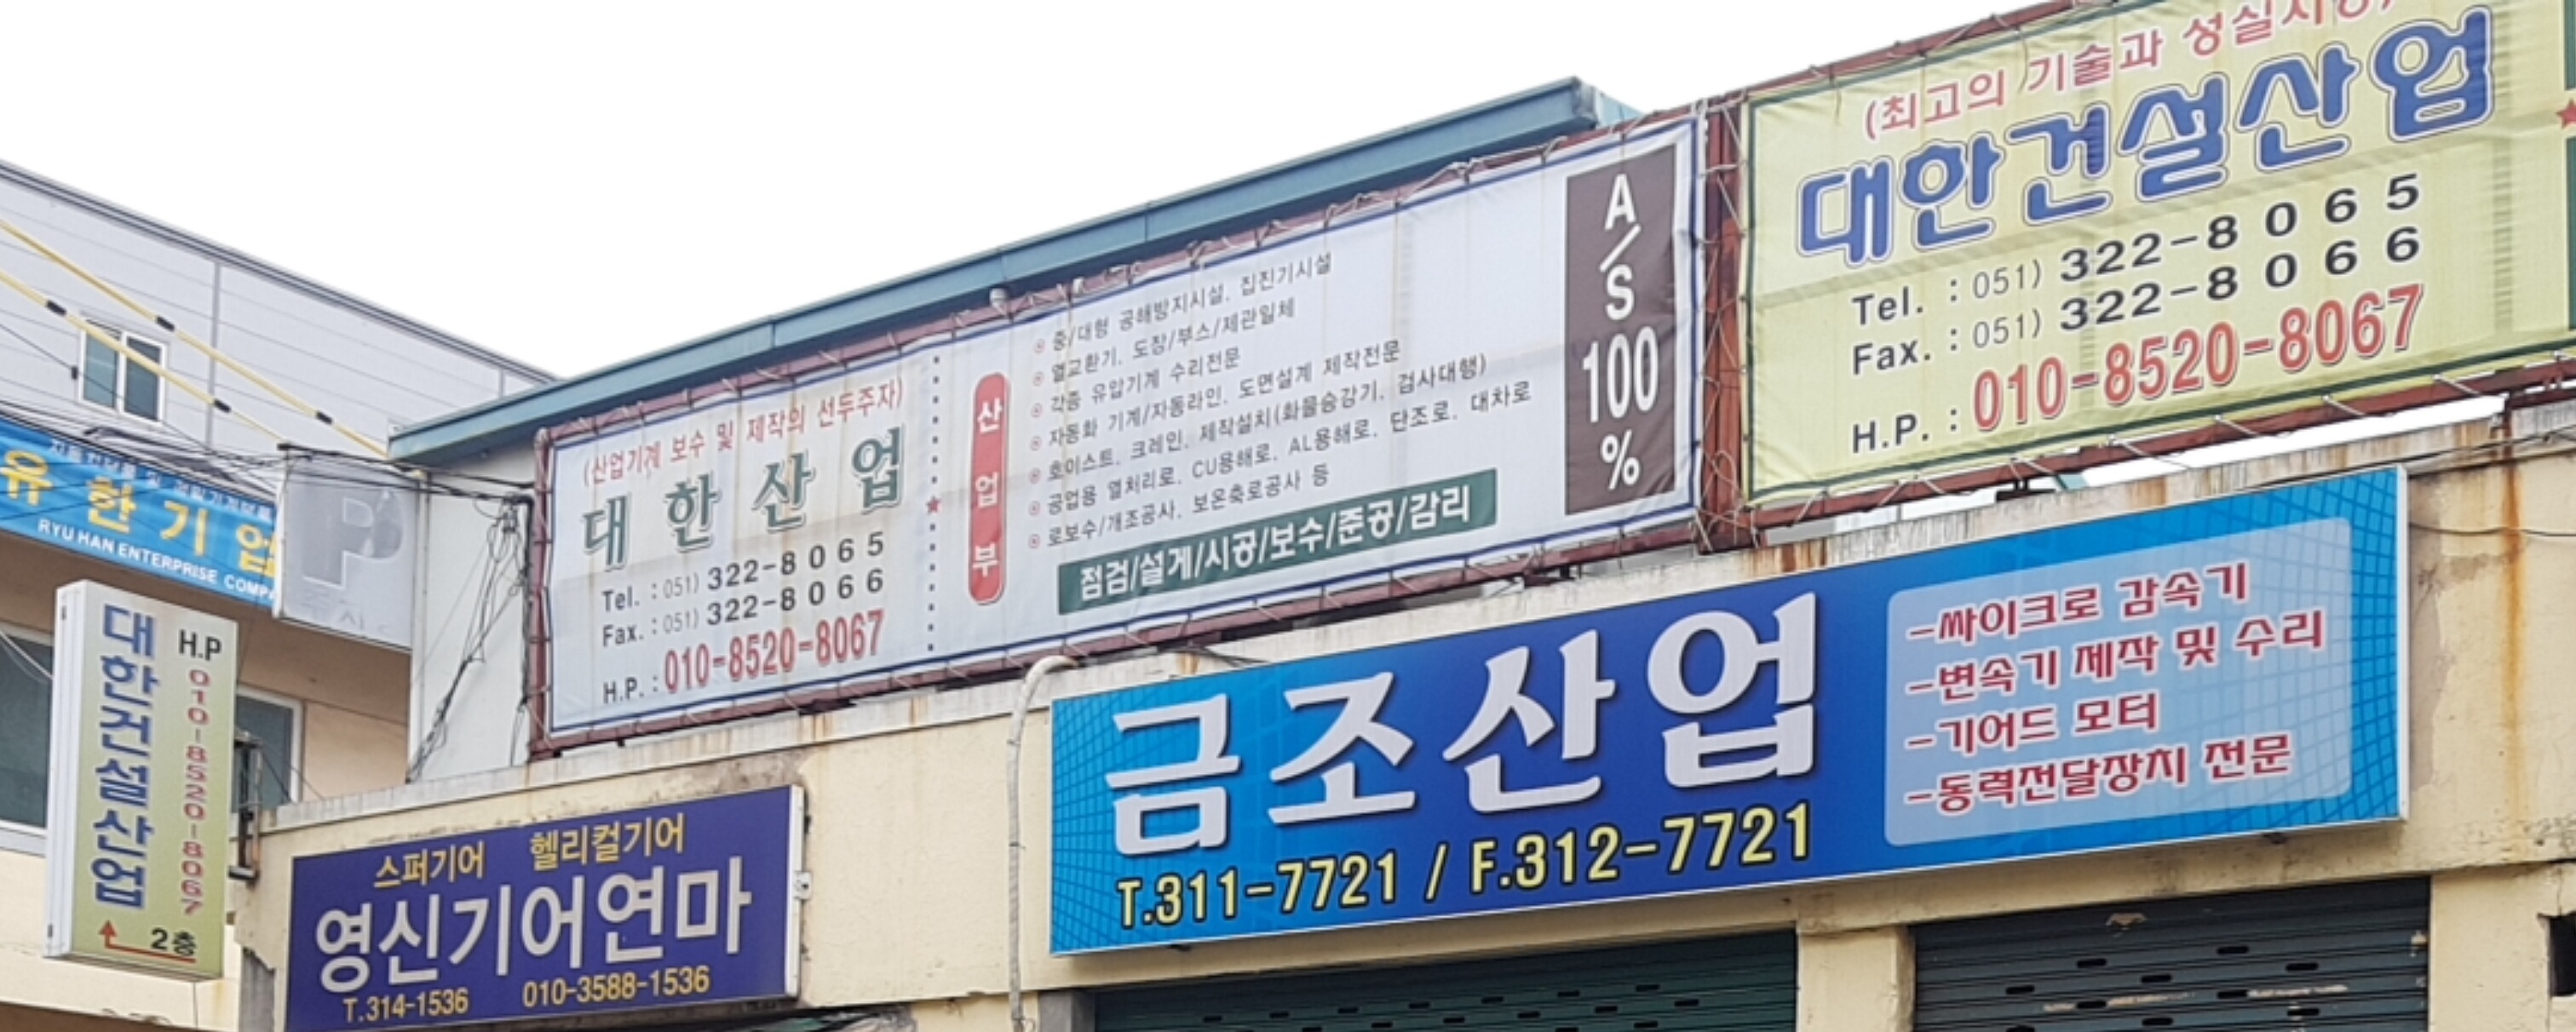 유한기업
RYU HAN ENTERPRISE
P
대한건설산업
H.P 010-8520-8067
2층
스퍼기어 헬리컬기어
영신기어연마
T.314-1536 010-3588-1536
(산업기계 보수 및 제작의 선두주자)
대한산업
Tel. : 051) 322-8065
Fax. : 051) 322-8066
H.P. : 010-8520-8067
산업부
중/대형 공해방지시설. 집진기시설
열교환기. 도장/부스/제관일체
각종 유압기계 수리전문
자동화 기계/자동라인. 도면설계 제작전문
호이스트. 크레인. 제작설치(화물승강기. 검사대행)
공업용 열처리로. CU용해로. AL용해로. 단조로. 대차로
로보수/개조공사. 보온축로공사 등
점검/설계/시공/보수/준공/감리
A/S 100%
(최고의 기술과 성실시공)
대한건설산업
Tel. : 051) 322-8065
Fax. : 051) 322-8066
H.P. : 010-8520-8067
금조산업
T.311-7721 / F.312-7721
-싸이크로 감속기
-변속기 제작 및 수리
-기어드 모터
-동력전달장치 전문